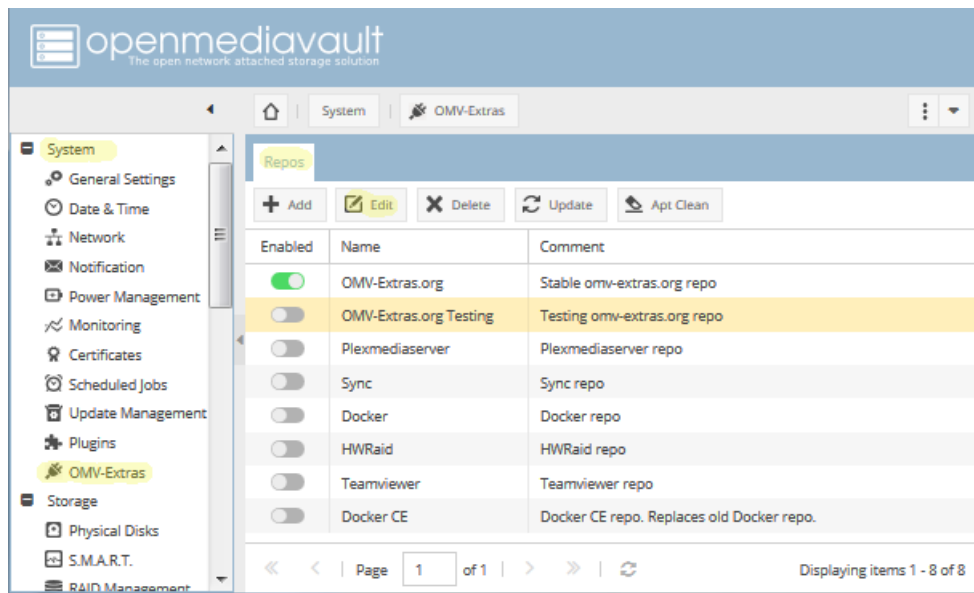 openmediavault
The open network attached storage solution
System
OMV-Extras
System
General Settings
Date & Time
Network
Notification
Power Management
Monitoring
Certificates
Scheduled Jobs
Update Management
Plugins
OMV-Extras
Storage
Physical Disks
S.M.A.R.T.
RAID Management
Repos
Add Edit Delete Update Apt Clean
Enabled Name Comment
OMV-Extras.org Stable omv-extras.org repo
OMV-Extras.org Testing Testing omv-extras.org repo
Plexmediaserver Plexmediaserver repo
Sync Sync repo
Docker Docker repo
HWRaid HWRaid repo
Teamviewer Teamviewer repo
Docker CE Docker CE repo. Replaces old Docker repo.
Page 1 of 1 Displaying items 1 - 8 of 8